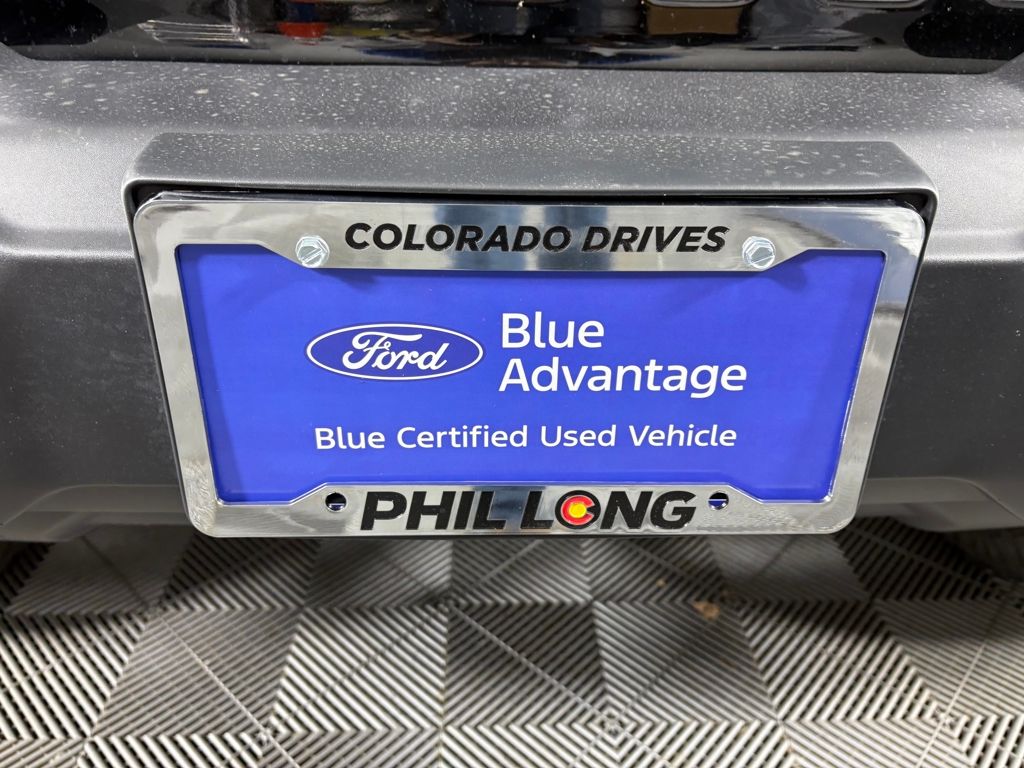 COLORADO DRIVES
Ford
Blue
Advantage
Blue Certified Used Vehicle
PHIL LONG